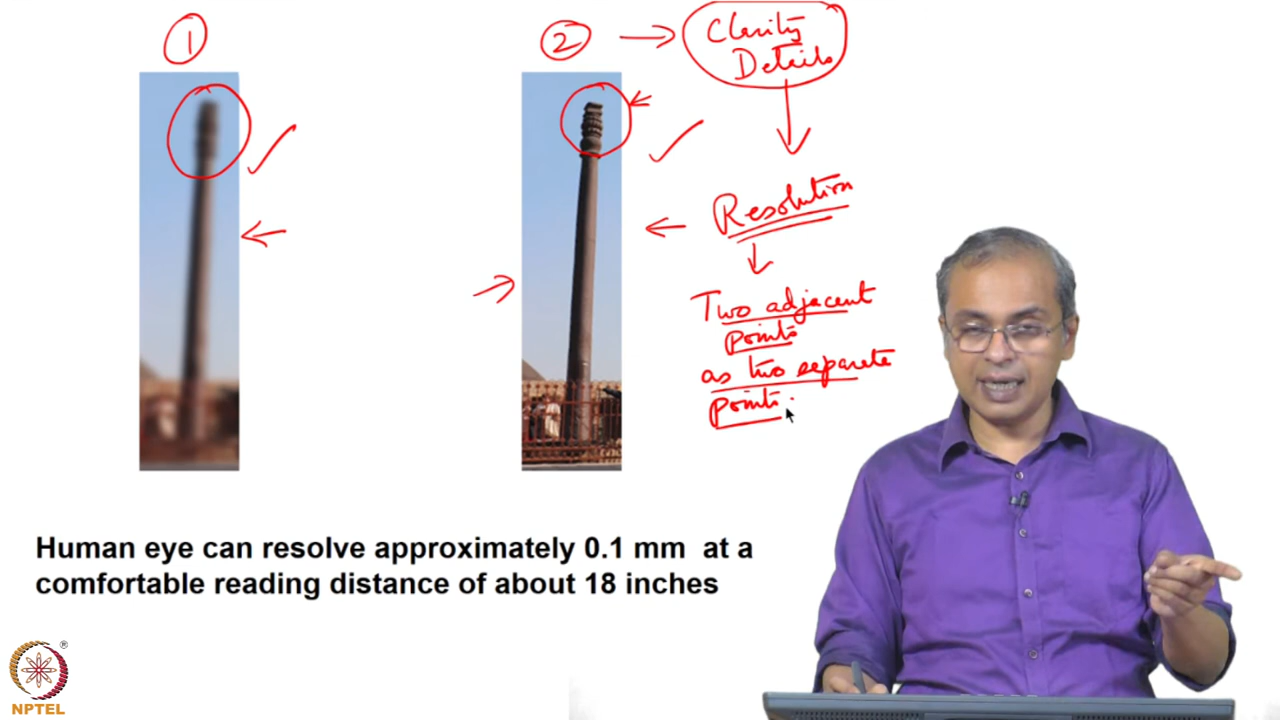 1
2
Clarity
Details
Resolution
Two adjacent
points
as two separate
points.
Human eye can resolve approximately 0.1 mm at a
comfortable reading distance of about 18 inches
®
NPTEL